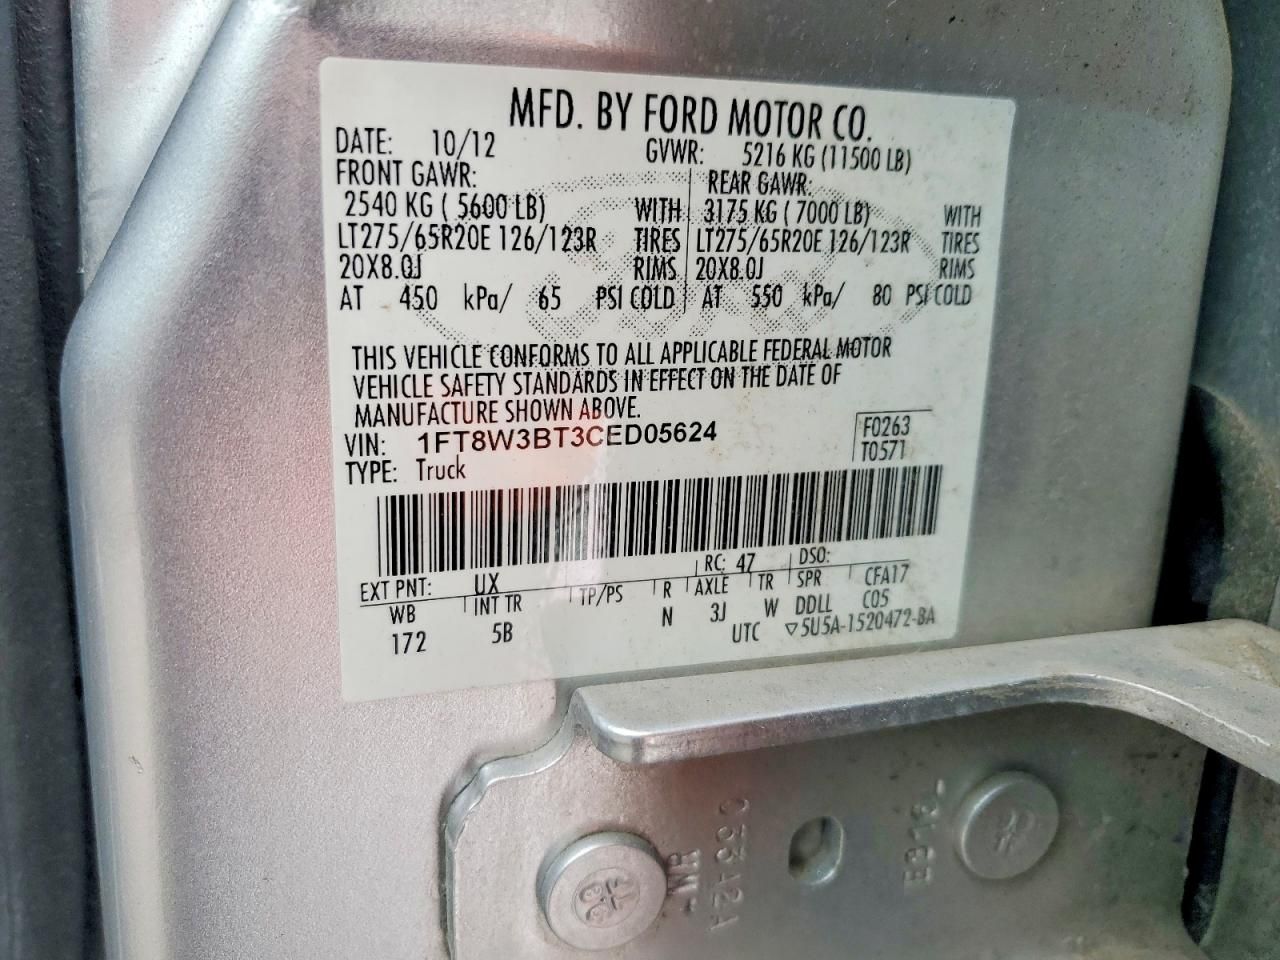 MFD. BY FORD MOTOR CO.
DATE: 10/12 GVWR: 5216 KG (11500 LB)
FRONT GAWR: REAR GAWR:
2540 KG ( 5600 LB) WITH 3175 KG ( 7000 LB) WITH
LT275/65R20E 126/123R TIRES LT275/65R20E 126/123R TIRES
20X8.0J RIMS 20X8.0J RIMS
AT 450 kPa/ 65 PSI COLD AT 550 kPa/ 80 PSI COLD
THIS VEHICLE CONFORMS TO ALL APPLICABLE FEDERAL MOTOR
VEHICLE SAFETY STANDARDS IN EFFECT ON THE DATE OF
MANUFACTURE SHOWN ABOVE.
VIN: 1FT8W3BT3CED05624 F0263
TYPE: Truck T0571
EXT PNT: UX RC: 47 DSO:
WB INT TR TP/PS R AXLE TR SPR CFA17
172 5B N 3J W DDLL C05
UTC ▽5U5A-1520472-BA